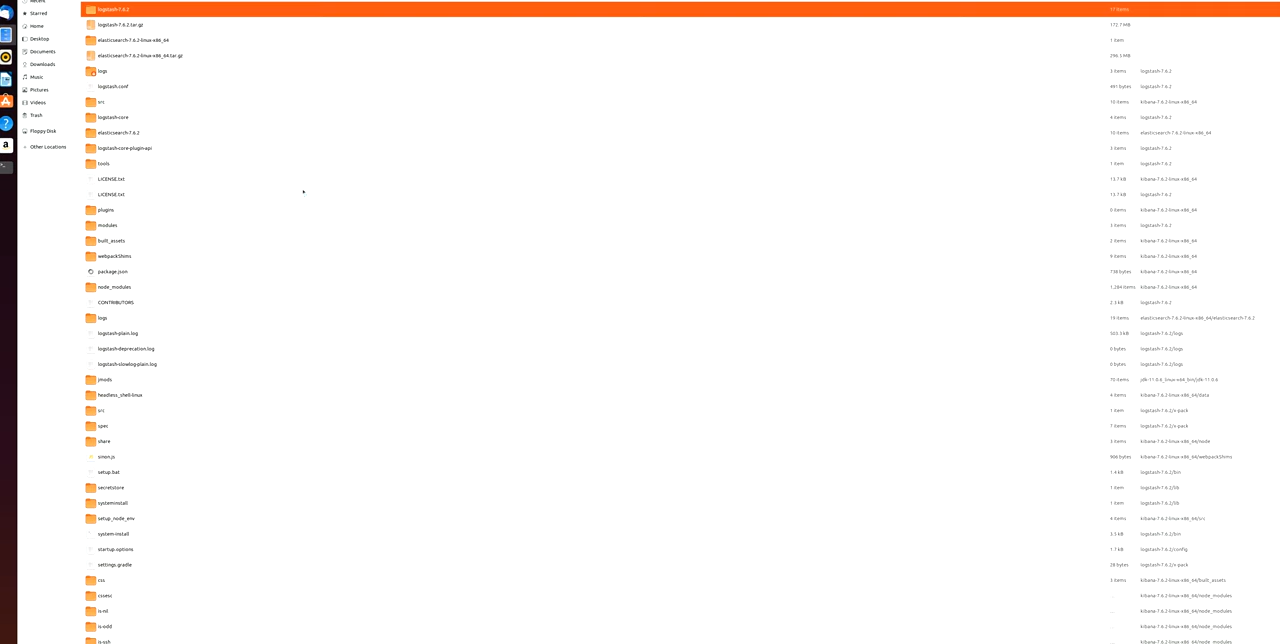 Recent
Starred
Home
Desktop
Documents
Downloads
Music
Pictures
Videos
Trash
Floppy Disk
Other Locations
logstash-7.6.2 17 items
logstash-7.6.2.tar.gz 172.7 MB
elasticsearch-7.6.2-linux-x86_64 1 item
elasticsearch-7.6.2-linux-x86_64.tar.gz 296.5 MB
logs 3 items logstash-7.6.2
logstash.conf 491 bytes logstash-7.6.2
src 10 items kibana-7.6.2-linux-x86_64
logstash-core 4 items logstash-7.6.2
elasticsearch-7.6.2 10 items elasticsearch-7.6.2-linux-x86_64
logstash-core-plugin-api 3 items logstash-7.6.2
tools 1 item logstash-7.6.2
LICENSE.txt 13.7 kB kibana-7.6.2-linux-x86_64
LICENSE.txt 13.7 kB logstash-7.6.2
plugins 0 items kibana-7.6.2-linux-x86_64
modules 3 items logstash-7.6.2
built_assets 2 items kibana-7.6.2-linux-x86_64
webpackShims 9 items kibana-7.6.2-linux-x86_64
package.json 738 bytes kibana-7.6.2-linux-x86_64
node_modules 1,284 items kibana-7.6.2-linux-x86_64
CONTRIBUTORS 2.3 kB logstash-7.6.2
logs 19 items elasticsearch-7.6.2-linux-x86_64/elasticsearch-7.6.2
logstash-plain.log 503.3 kB logstash-7.6.2/logs
logstash-deprecation.log 0 bytes logstash-7.6.2/logs
logstash-slowlog-plain.log 0 bytes logstash-7.6.2/logs
jmods 70 items jdk-11.0.6_linux-x64_bin/jdk-11.0.6
headless_shell-linux 4 items kibana-7.6.2-linux-x86_64/data
src 1 item logstash-7.6.2/x-pack
spec 7 items logstash-7.6.2/x-pack
share 3 items kibana-7.6.2-linux-x86_64/node
sinon.js 906 bytes kibana-7.6.2-linux-x86_64/webpackShims
setup.bat 1.4 kB logstash-7.6.2/bin
secretstore 1 item logstash-7.6.2/lib
systeminstall 1 item logstash-7.6.2/lib
setup_node_env 4 items kibana-7.6.2-linux-x86_64/src
system-install 3.5 kB logstash-7.6.2/bin
startup.options 1.7 kB logstash-7.6.2/config
settings.gradle 28 bytes logstash-7.6.2/x-pack
css 3 items kibana-7.6.2-linux-x86_64/built_assets
cssesc ... kibana-7.6.2-linux-x86_64/node_modules
is-nil ... kibana-7.6.2-linux-x86_64/node_modules
is-odd ... kibana-7.6.2-linux-x86_64/node_modules
is-ssh ... kibana-7.6.2-linux-x86_64/node_modules